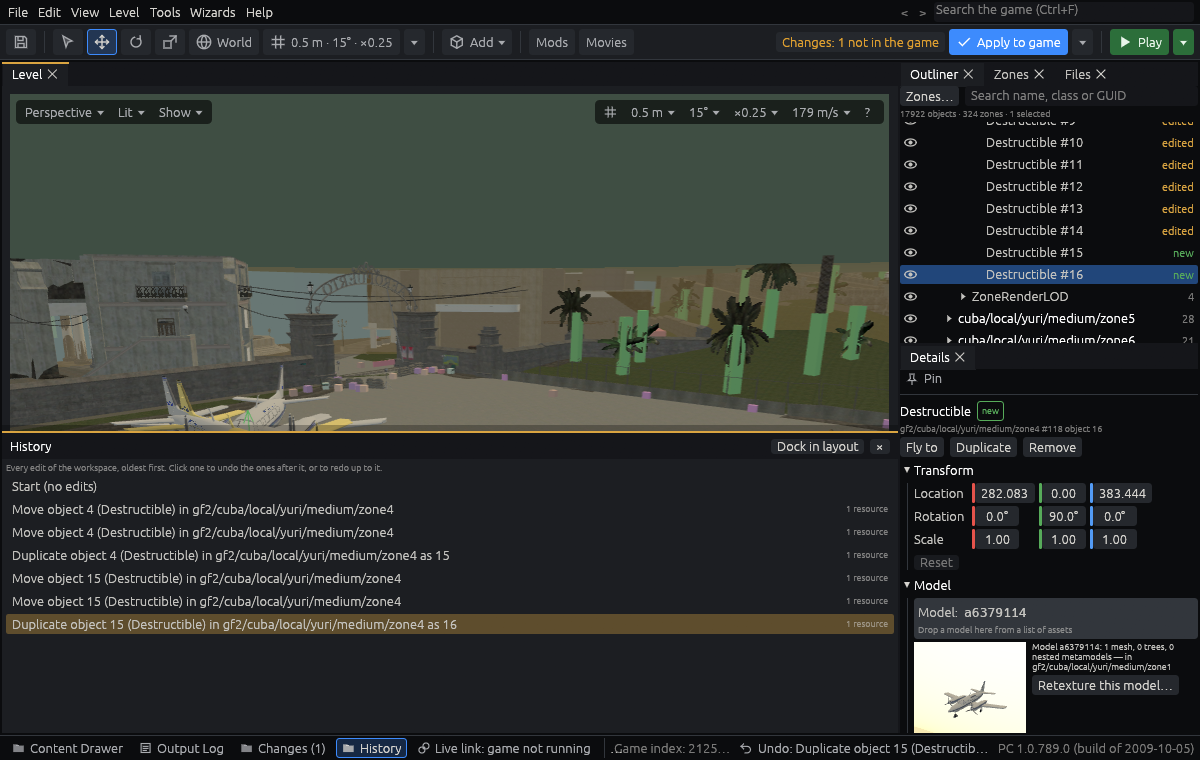 File Edit View Level Tools Wizards Help < > Search the game (Ctrl+F)
World 0.5 m · 15° · ×0.25 Add Mods Movies Changes: 1 not in the game Apply to game Play
Level
Perspective Lit Show 0.5 m 15° ×0.25 179 m/s ?
Outliner Zones Files
Zones… Search name, class or GUID
17922 objects · 324 zones · 1 selected
Destructible #9 edited
Destructible #10 edited
Destructible #11 edited
Destructible #12 edited
Destructible #13 edited
Destructible #14 edited
Destructible #15 new
Destructible #16 new
ZoneRenderLOD 4
cuba/local/yuri/medium/zone5 28
cuba/local/yuri/medium/zone6 21
Details
Pin
Destructible new
gf2/cuba/local/yuri/medium/zone4 #118 object 16
Fly to Duplicate Remove
Transform
Location 282.083 0.00 383.444
Rotation 0.0° 90.0° 0.0°
Scale 1.00 1.00 1.00
Reset
Model
Model: a6379114
Drop a model here from a list of assets
Model a6379114: 1 mesh, 0 trees, 0
nested metamodels — in
gf2/cuba/local/yuri/medium/zone1
Retexture this model…
History Dock in layout ×
Every edit of the workspace, oldest first. Click one to undo the ones after it, or to redo up to it.
Start (no edits)
Move object 4 (Destructible) in gf2/cuba/local/yuri/medium/zone4 1 resource
Move object 4 (Destructible) in gf2/cuba/local/yuri/medium/zone4 1 resource
Duplicate object 4 (Destructible) in gf2/cuba/local/yuri/medium/zone4 as 15 1 resource
Move object 15 (Destructible) in gf2/cuba/local/yuri/medium/zone4 1 resource
Move object 15 (Destructible) in gf2/cuba/local/yuri/medium/zone4 1 resource
Duplicate object 15 (Destructible) in gf2/cuba/local/yuri/medium/zone4 as 16 1 resource
Content Drawer Output Log Changes (1) History Live link: game not running .Game index: 2125… Undo: Duplicate object 15 (Destructib… PC 1.0.789.0 (build of 2009-10-05)